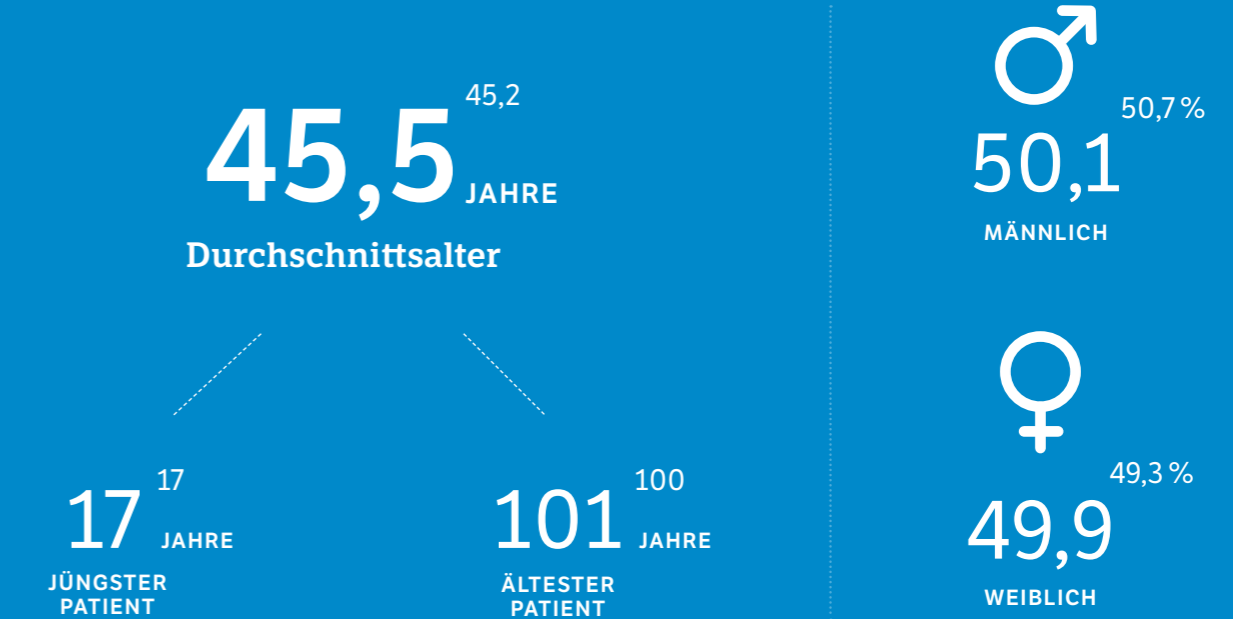 45,5 45,2
JAHRE
Durchschnittsalter
17 17
JAHRE
JÜNGSTER
PATIENT
101 100
JAHRE
ÄLTESTER
PATIENT
50,1 50,7 %
MÄNNLICH
49,9 49,3 %
WEIBLICH